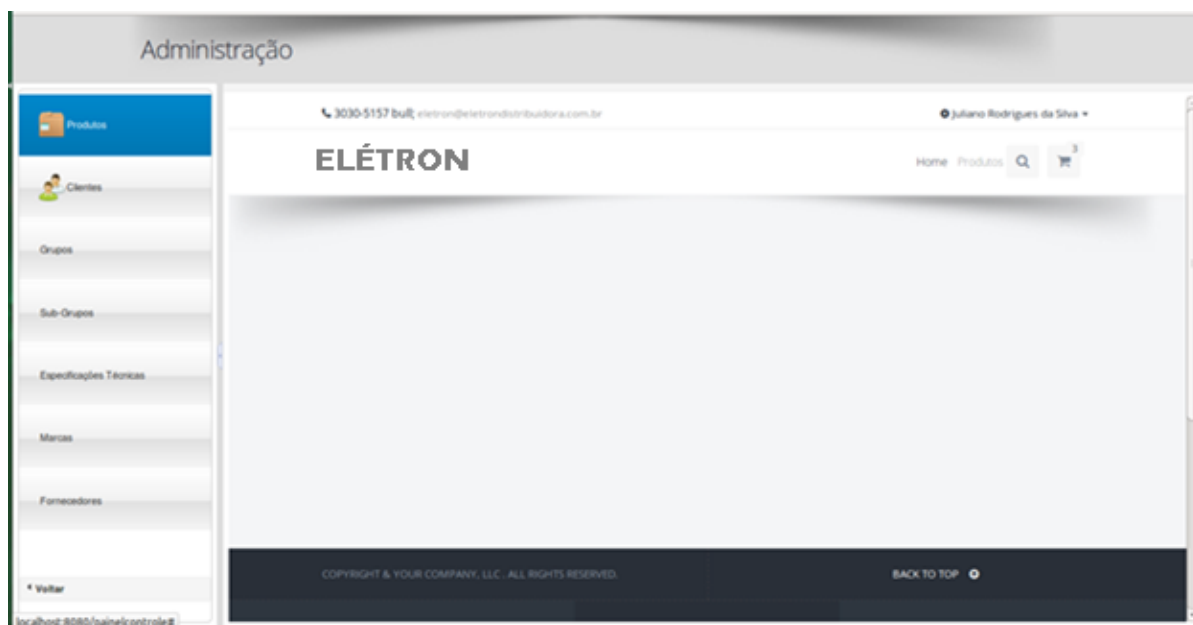 Administração
Produtos
Clientes
Grupos
Sub-Grupos
Especificações Técnicas
Marcas
Fornecedores
Voltar
localhost:8080/painelcontrole#
3030-5157 bull; eletron@eletrondistribuidora.com.br
Juliano Rodrigues da Silva
ELÉTRON
Home Produtos 3
COPYRIGHT & YOUR COMPANY, LLC . ALL RIGHTS RESERVED.
BACK TO TOP